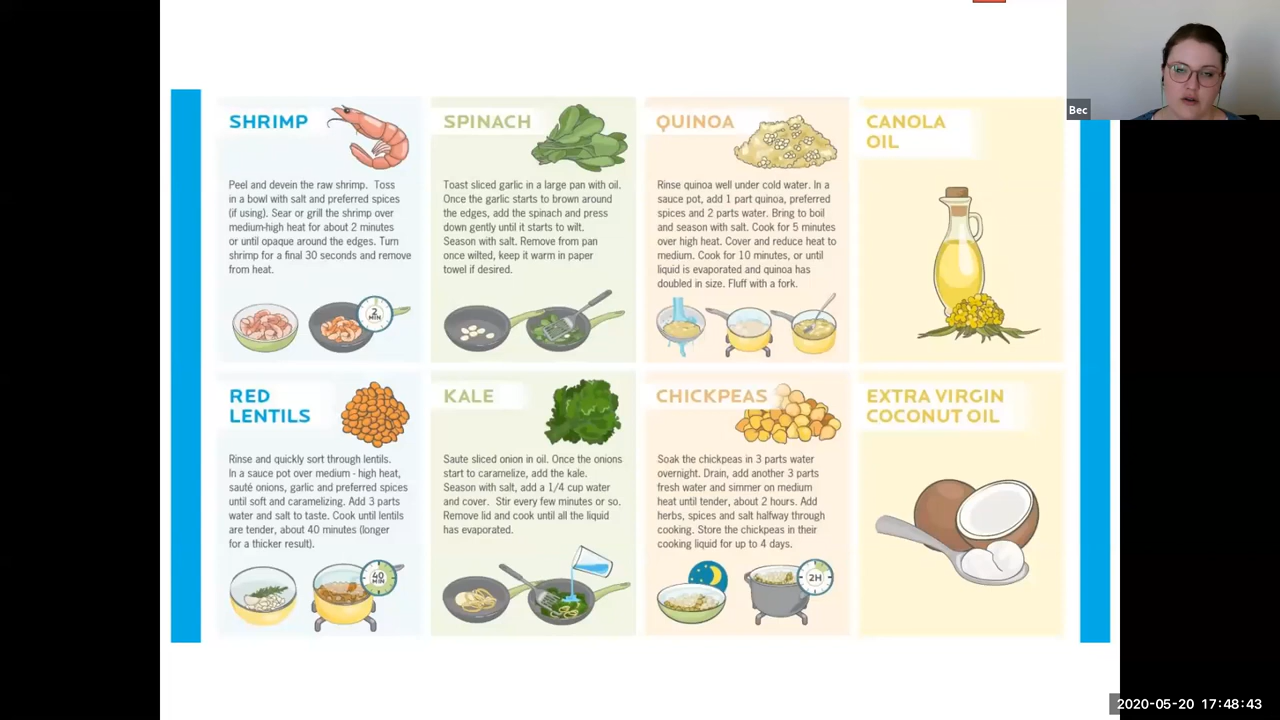 SHRIMP
Peel and devein the raw shrimp. Toss
in a bowl with salt and preferred spices
(if using). Sear or grill the shrimp over
medium-high heat for about 2 minutes
or until opaque around the edges. Turn
shrimp for a final 30 seconds and remove
from heat.
2
MIN
SPINACH
Toast sliced garlic in a large pan with oil.
Once the garlic starts to brown around
the edges, add the spinach and press
down gently until it starts to wilt.
Season with salt. Remove from pan
once wilted, keep it warm in paper
towel if desired.
QUINOA
Rinse quinoa well under cold water. In a
sauce pot, add 1 part quinoa, preferred
spices and 2 parts water. Bring to boil
and season with salt. Cook for 5 minutes
over high heat. Cover and reduce heat to
medium. Cook for 10 minutes, or until
liquid is evaporated and quinoa has
doubled in size. Fluff with a fork.
CANOLA
OIL
Bec
RED
LENTILS
Rinse and quickly sort through lentils.
In a sauce pot over medium - high heat,
sauté onions, garlic and preferred spices
until soft and caramelizing. Add 3 parts
water and salt to taste. Cook until lentils
are tender, about 40 minutes (longer
for a thicker result).
40
MIN
KALE
Saute sliced onion in oil. Once the onions
start to caramelize, add the kale.
Season with salt, add a 1/4 cup water
and cover. Stir every few minutes or so.
Remove lid and cook until all the liquid
has evaporated.
CHICKPEAS
Soak the chickpeas in 3 parts water
overnight. Drain, add another 3 parts
fresh water and simmer on medium
heat until tender, about 2 hours. Add
herbs, spices and salt halfway through
cooking. Store the chickpeas in their
cooking liquid for up to 4 days.
2H
EXTRA VIRGIN
COCONUT OIL
2020-05-20 17:48:43